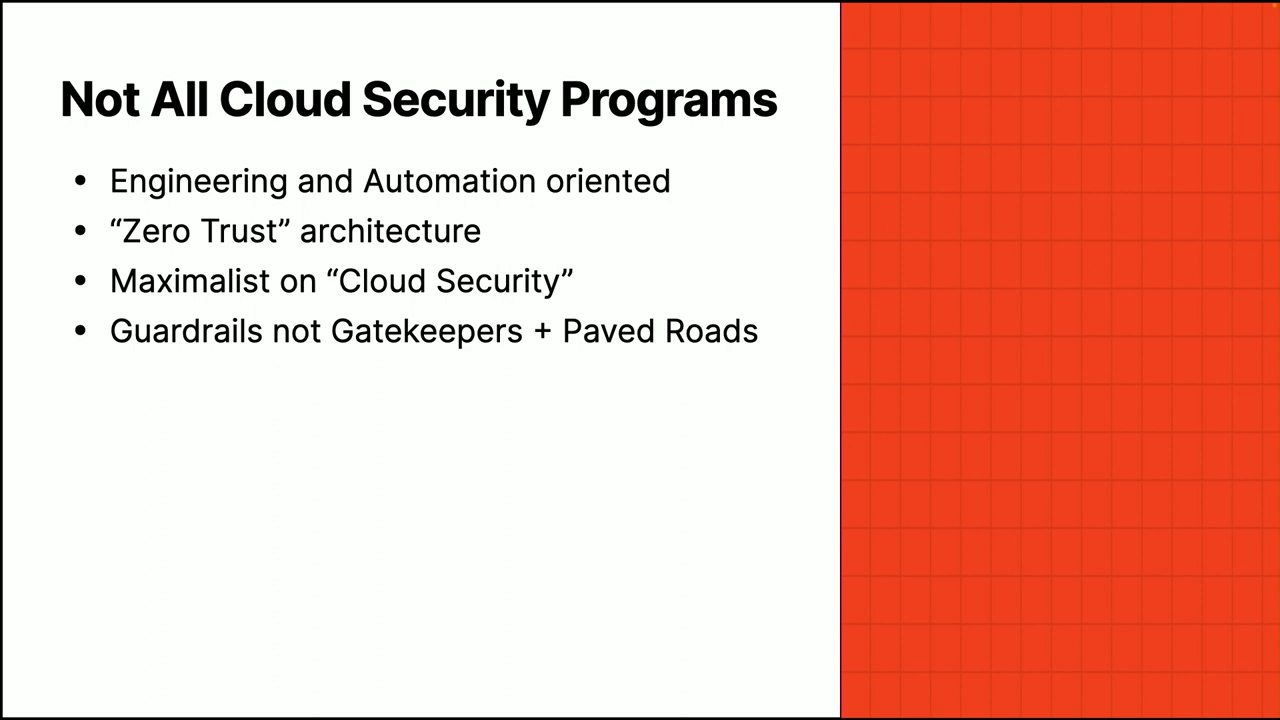 Not All Cloud Security Programs
• Engineering and Automation oriented
• “Zero Trust” architecture
• Maximalist on “Cloud Security”
• Guardrails not Gatekeepers + Paved Roads